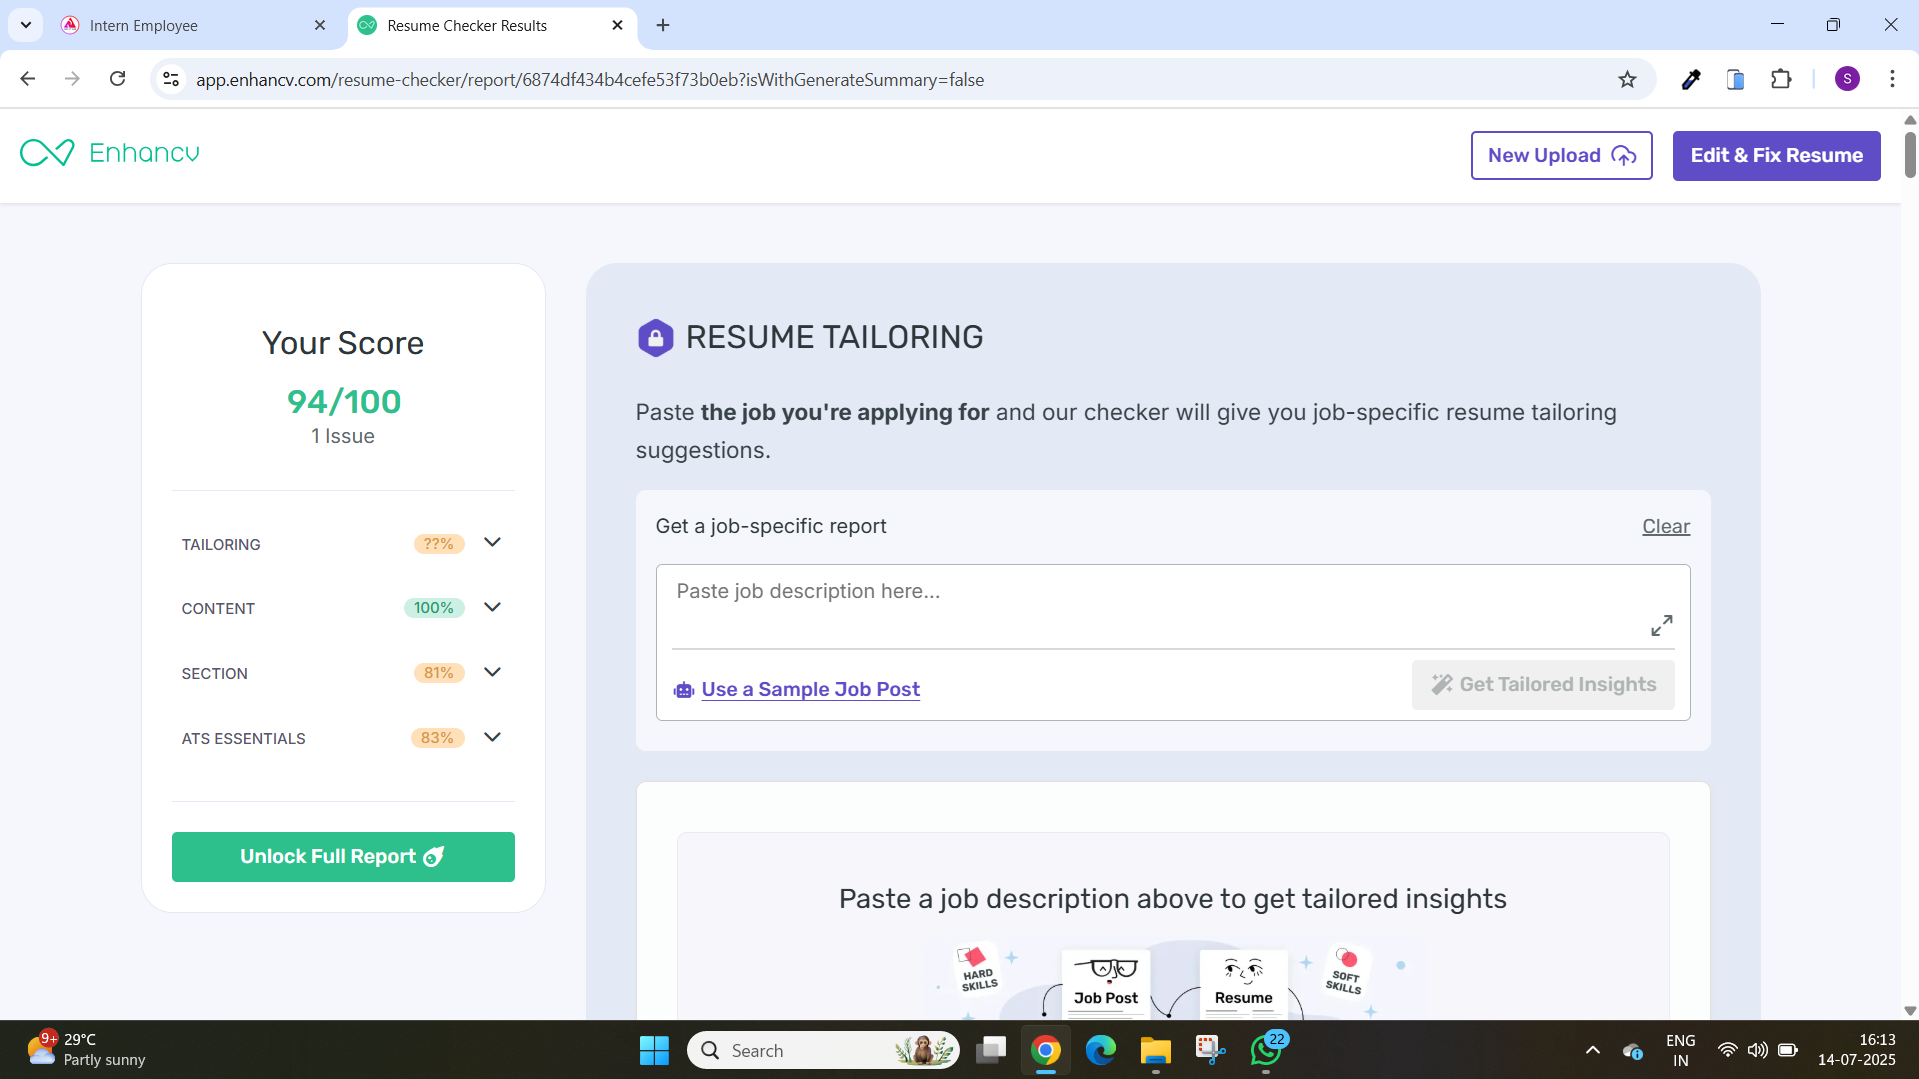 Intern Employee
Resume Checker Results
app.enhancv.com/resume-checker/report/6874df434b4cefe53f73b0eb?isWithGenerateSummary=false
S
Enhancv
New Upload
Edit & Fix Resume
Your Score
94/100
1 Issue
TAILORING ??%
CONTENT 100%
SECTION 81%
ATS ESSENTIALS 83%
Unlock Full Report
RESUME TAILORING
Paste the job you're applying for and our checker will give you job-specific resume tailoring
suggestions.
Get a job-specific report
Clear
Paste job description here...
Use a Sample Job Post
Get Tailored Insights
Paste a job description above to get tailored insights
HARD
SKILLS
Job Post
Resume
SOFT
SKILLS
9+
29°C
Partly sunny
Search
22
ENG
IN
16:13
14-07-2025